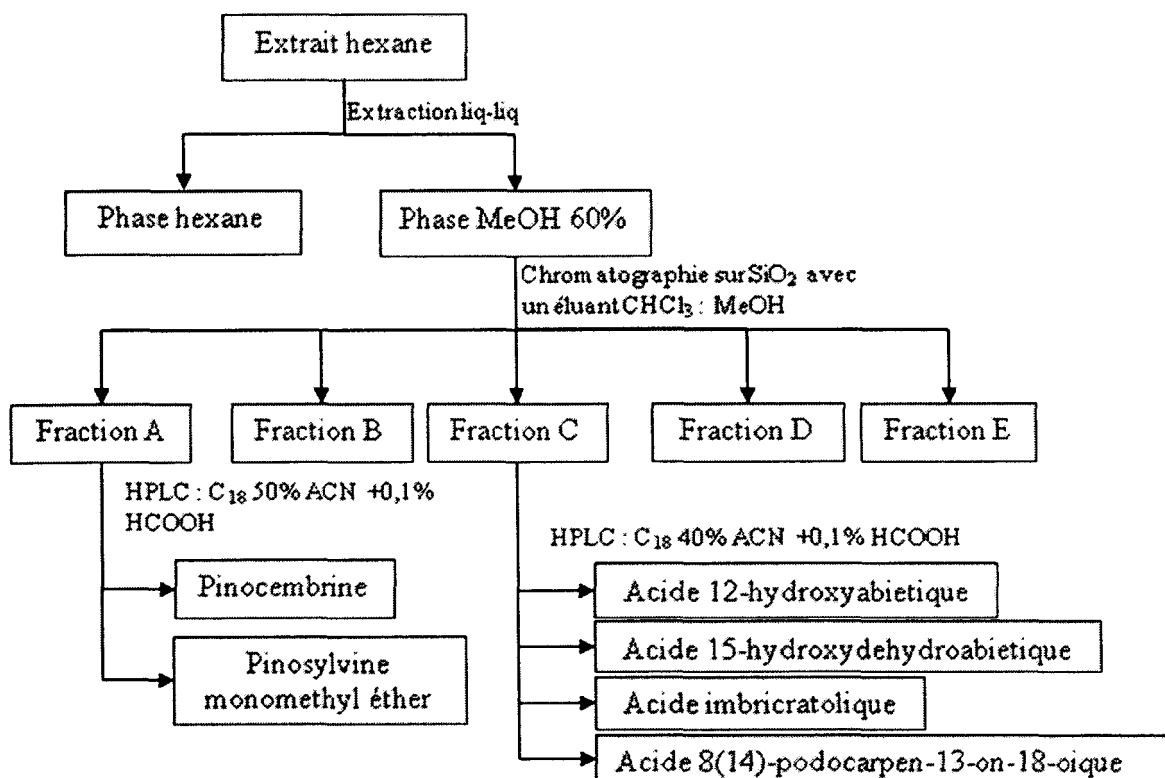 Extrait hexane
Extraction liq-liq
Phase hexane
Phase MeOH 60%
Chromatographie sur SiO₂ avec
un éluant CHCl₃ : MeOH
Fraction A
Fraction B
Fraction C
Fraction D
Fraction E
HPLC : C₁₈ 50% ACN +0,1%
HCOOH
Pinocembrine
Pinosylvine
monomethyl éther
HPLC : C₁₈ 40% ACN +0,1% HCOOH
Acide 12-hydroxyabietique
Acide 15-hydroxydehydroabietique
Acide imbricratolique
Acide 8(14)-podocarpen-13-on-18-oique